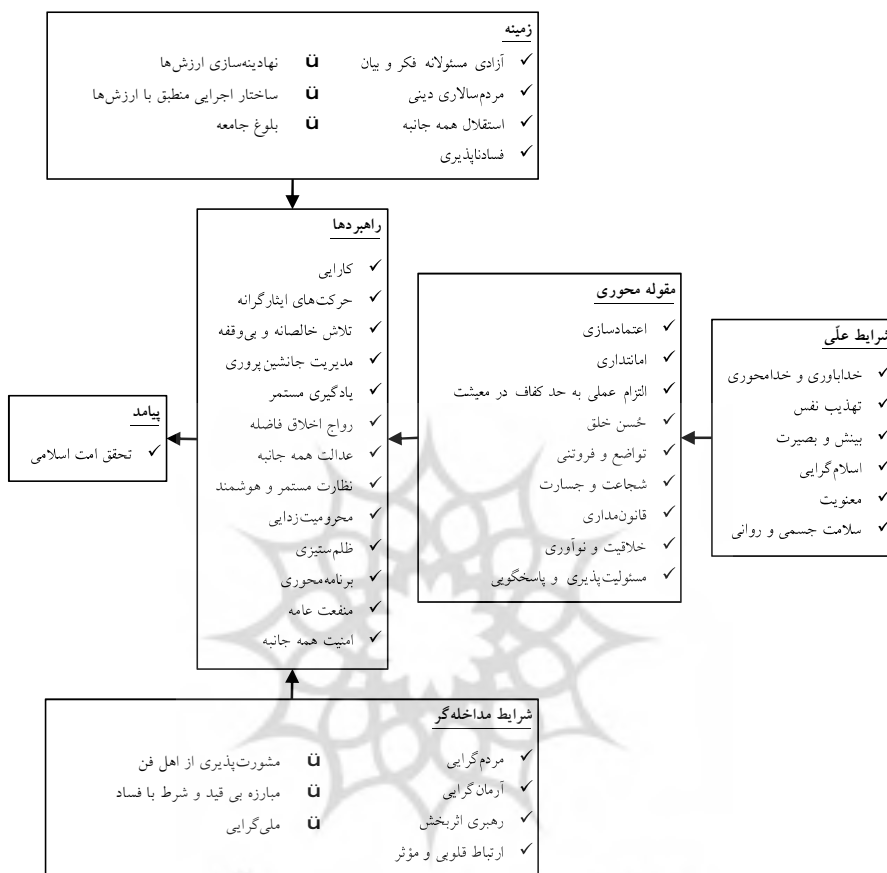 زمینه
✓ آزادی مسئولانه فکر و بیان
✓ مردم‌سالاری دینی
✓ استقلال همه جانبه
✓ فسادناپذیری
ü نهادینه‌سازی ارزش‌ها
ü ساختار اجرایی منطبق با ارزش‌ها
ü بلوغ جامعه
شرایط علّی
✓ خداباوری و خدامحوری
✓ تهذیب نفس
✓ بینش و بصیرت
✓ اسلام‌گرایی
✓ معنویت
✓ سلامت جسمی و روانی
مقوله محوری
✓ اعتمادسازی
✓ امانتداری
✓ التزام عملی به حد کفاف در معیشت
✓ حُسن خلق
✓ تواضع و فروتنی
✓ شجاعت و جسارت
✓ قانون‌مداری
✓ خلاقیت و نوآوری
✓ مسئولیت‌پذیری و پاسخگویی
راهبردها
✓ کارایی
✓ حرکت‌های ایثارگرانه
✓ تلاش خالصانه و بی‌وقفه
✓ مدیریت جانشین‌پروری
✓ یادگیری مستمر
✓ رواج اخلاق فاضله
✓ عدالت همه جانبه
✓ نظارت مستمر و هوشمند
✓ محرومیت‌زدایی
✓ ظلم‌ستیزی
✓ برنامه‌محوری
✓ منفعت عامه
✓ امنیت همه جانبه
پیامد
✓ تحقق امت اسلامی
شرایط مداخله‌گر
✓ مردم‌گرایی
✓ آرمان‌گرایی
✓ رهبری اثربخش
✓ ارتباط قلوبی و مؤثر
ü مشورت‌پذیری از اهل فن
ü مبارزه بی قید و شرط با فساد
ü ملی‌گرایی